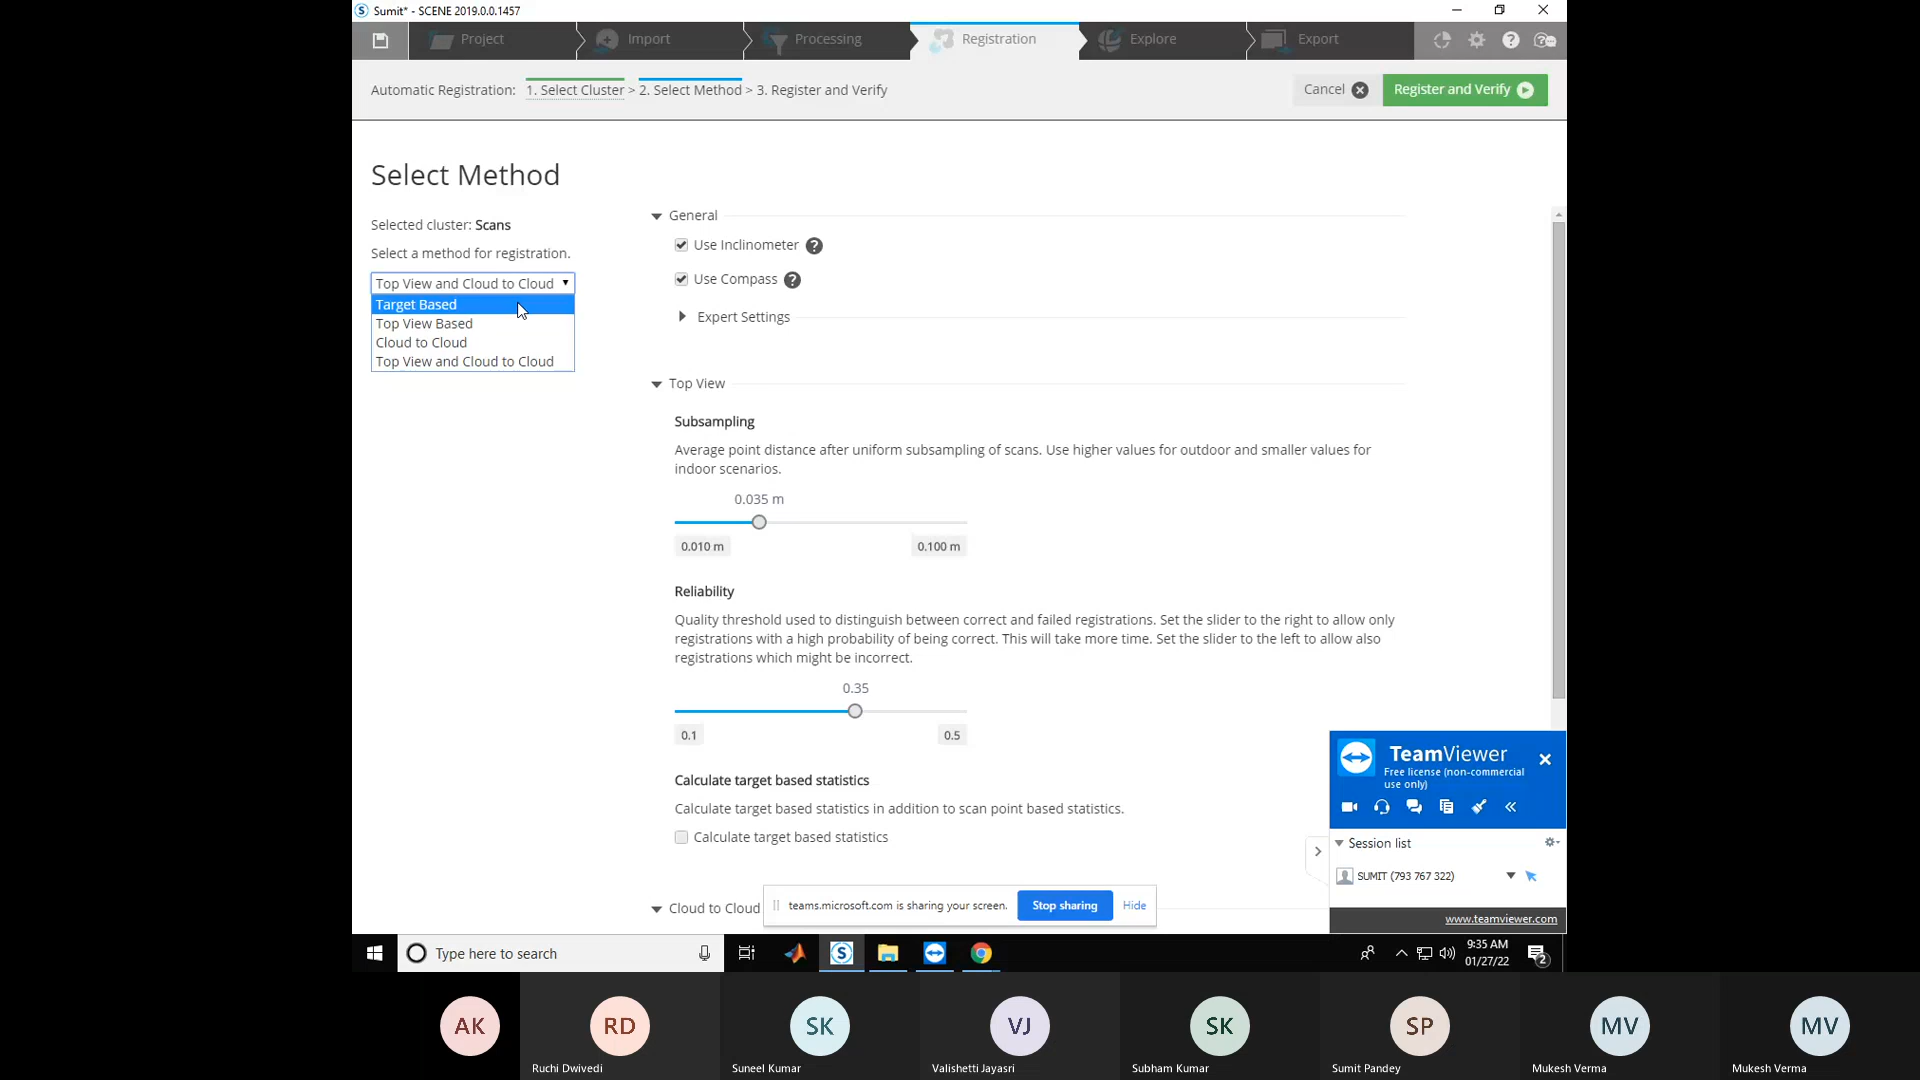 Sumit* - SCENE 2019.0.0.1457
Project
Import
Processing
Registration
Explore
Export
Automatic Registration: 1. Select Cluster > 2. Select Method > 3. Register and Verify
Cancel
Register and Verify
Select Method
Selected cluster: Scans
Select a method for registration.
Top View and Cloud to Cloud
Target Based
Top View Based
Cloud to Cloud
Top View and Cloud to Cloud
General
Use Inclinometer
Use Compass
Expert Settings
Top View
Subsampling
Average point distance after uniform subsampling of scans. Use higher values for outdoor and smaller values for
indoor scenarios.
0.035 m
0.010 m
0.100 m
Reliability
Quality threshold used to distinguish between correct and failed registrations. Set the slider to the right to allow only
registrations with a high probability of being correct. This will take more time. Set the slider to the left to allow also
registrations which might be incorrect.
0.35
0.1
0.5
Calculate target based statistics
Calculate target based statistics in addition to scan point based statistics.
Calculate target based statistics
Cloud to Cloud
teams.microsoft.com is sharing your screen.
Stop sharing
Hide
TeamViewer
Free license (non-commercial
use only)
Session list
SUMIT (793 767 322)
www.teamviewer.com
Type here to search
9:35 AM
01/27/22
2
AK
RD
Ruchi Dwivedi
SK
Suneel Kumar
VJ
Valishetti Jayasri
SK
Subham Kumar
SP
Sumit Pandey
MV
Mukesh Verma
MV
Mukesh Verma